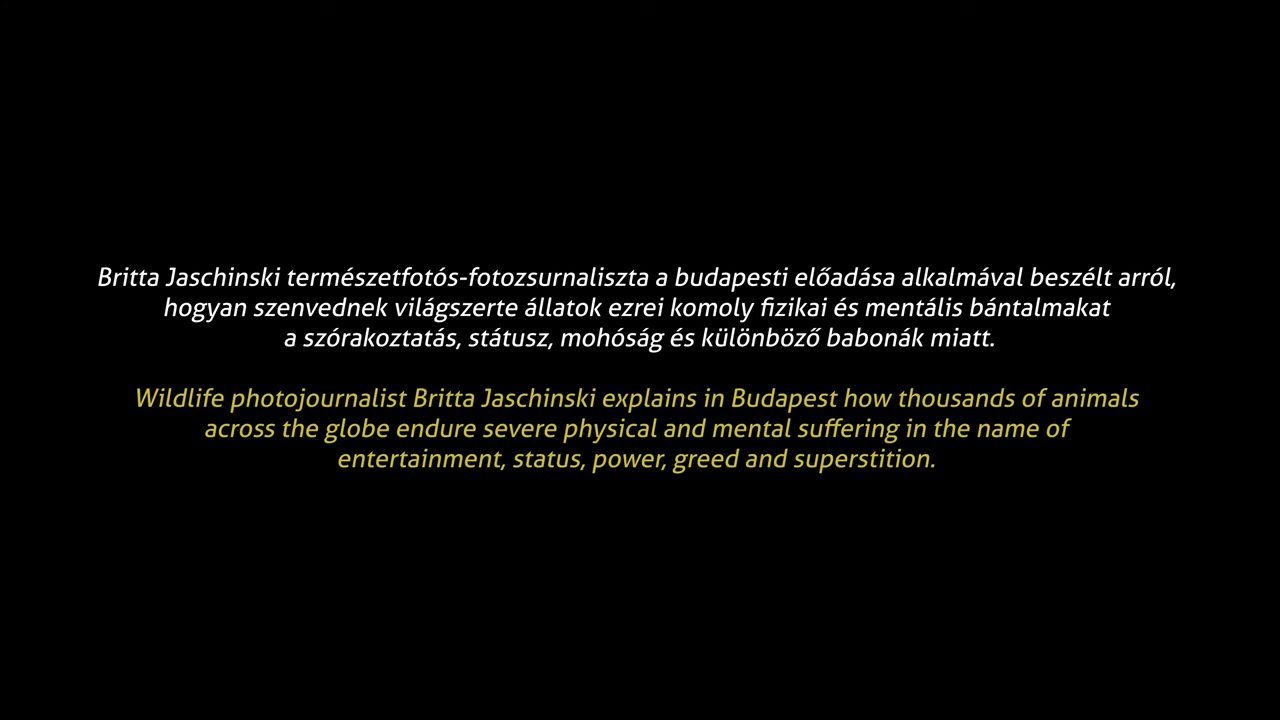 Britta Jaschinski természetfotós-fotozsurnaliszta a budapesti előadása alkalmával beszélt arról,
hogyan szenvednek világszerte állatok ezrei komoly fizikai és mentális bántalmakat
a szórakoztatás, státusz, mohóság és különböző babonák miatt.
Wildlife photojournalist Britta Jaschinski explains in Budapest how thousands of animals
across the globe endure severe physical and mental suffering in the name of
entertainment, status, power, greed and superstition.